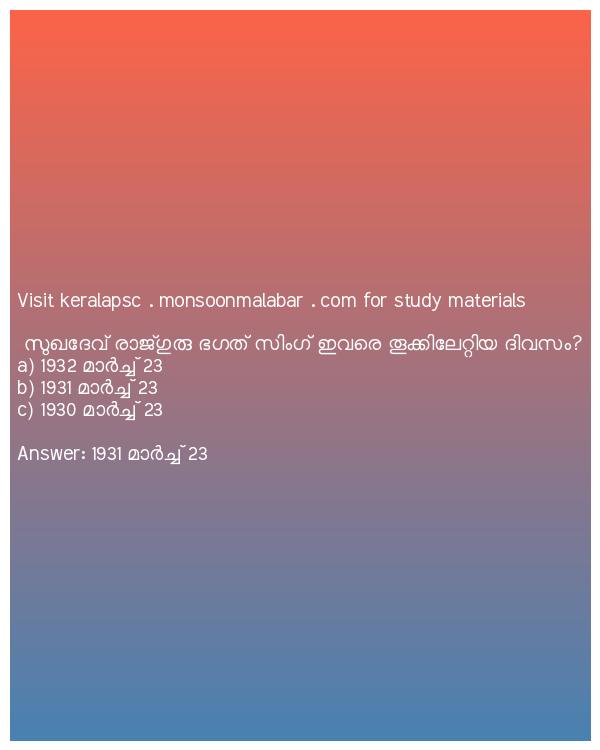 Visit keralapsc . monsoonmalabar . com for study materials
സുഖദേവ് രാജ്ഗുരു ഭഗത് സിംഗ് ഇവരെ തൂക്കിലേറ്റിയ ദിവസം?
a) 1932 മാർച്ച് 23
b) 1931 മാർച്ച് 23
c) 1930 മാർച്ച് 23
Answer: 1931 മാർച്ച് 23